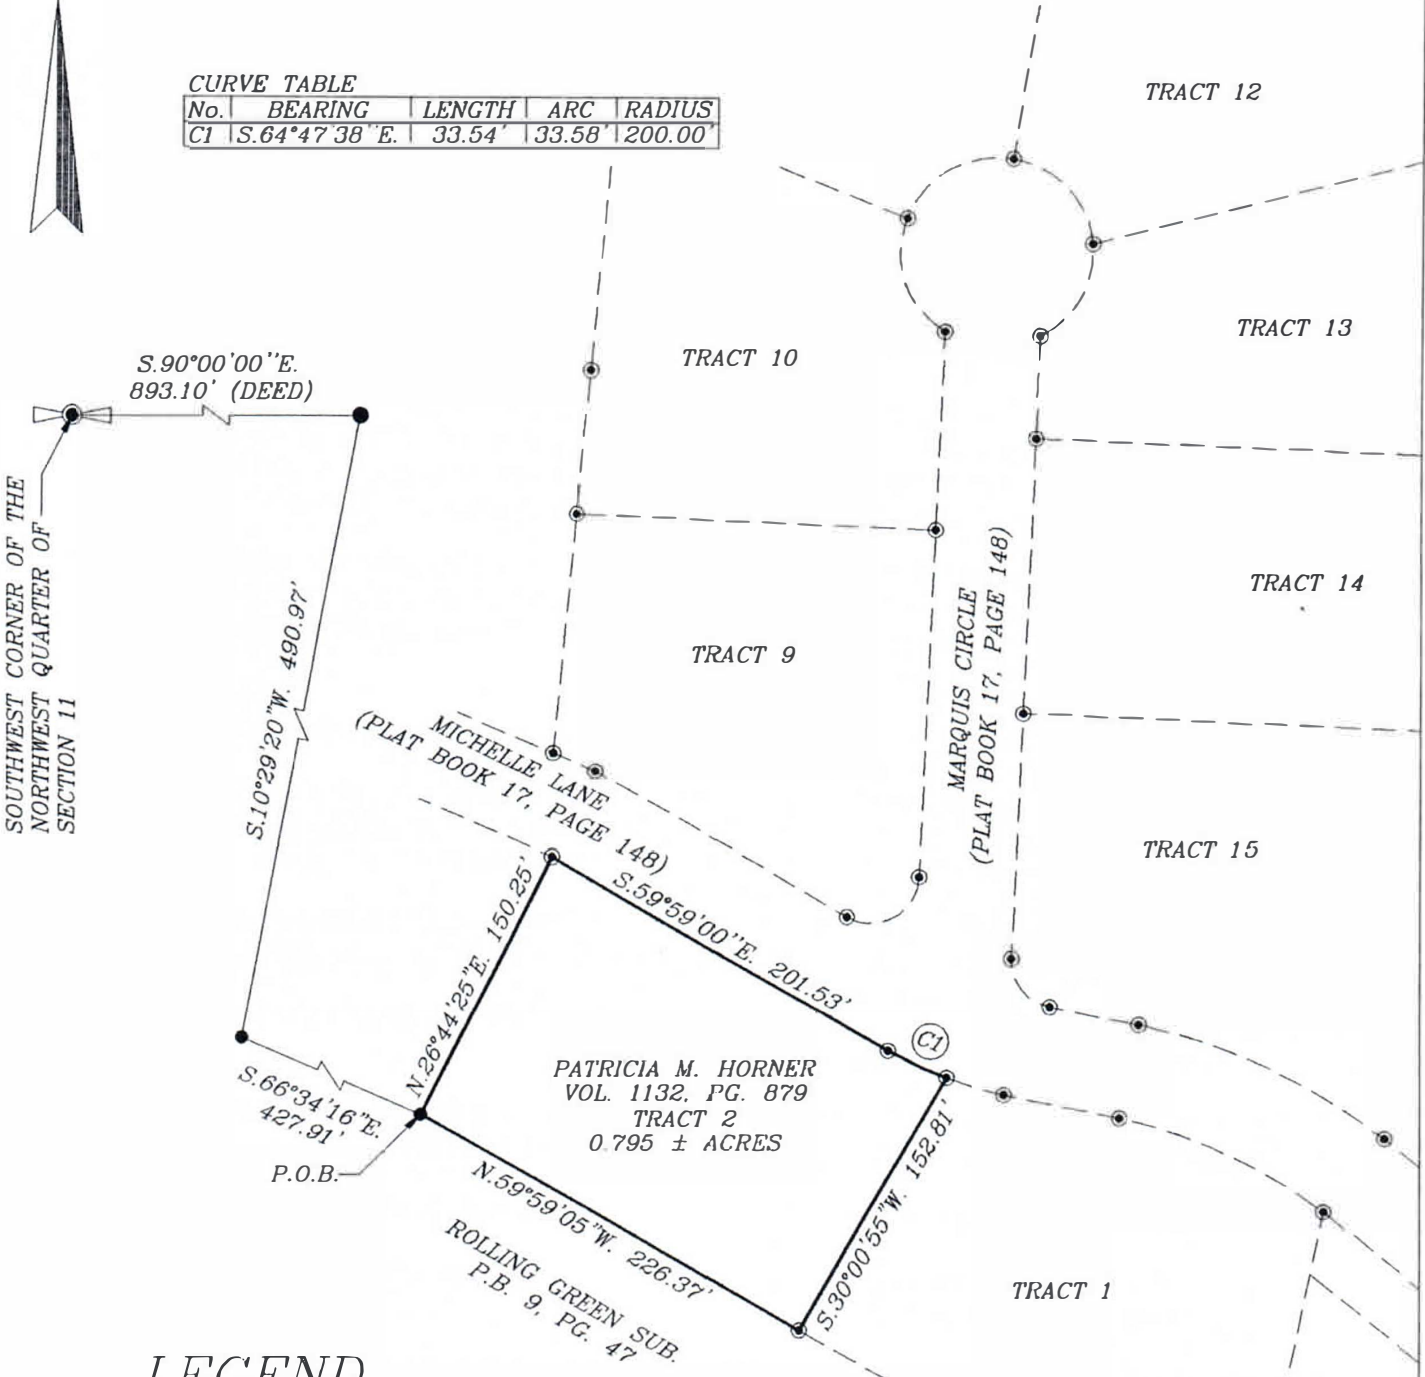 CURVE TABLE
No. BEARING LENGTH ARC RADIUS
C1 S.64°47'38"E. 33.54' 33.58' 200.00'
TRACT 12
TRACT 13
TRACT 10
S.90°00'00"E.
893.10' (DEED)
SOUTHWEST CORNER OF THE
NORTHWEST QUARTER OF
SECTION 11
S.10°29'20"W. 490.97'
TRACT 9
TRACT 14
MARQUIS CIRCLE
(PLAT BOOK 17, PAGE 148)
MICHELLE LANE
(PLAT BOOK 17, PAGE 148)
TRACT 15
N.26°44'25"E. 150.25'
S.59°59'00"E. 201.53'
C1
S.66°34'16"E.
427.91'
P.O.B.
PATRICIA M. HORNER
VOL. 1132, PG. 879
TRACT 2
0.795 ± ACRES
S.30°00'55"W. 152.81'
N.59°59'05"W. 226.37'
ROLLING GREEN SUB.
P.B. 9, PG. 47
TRACT 1
LEGEND